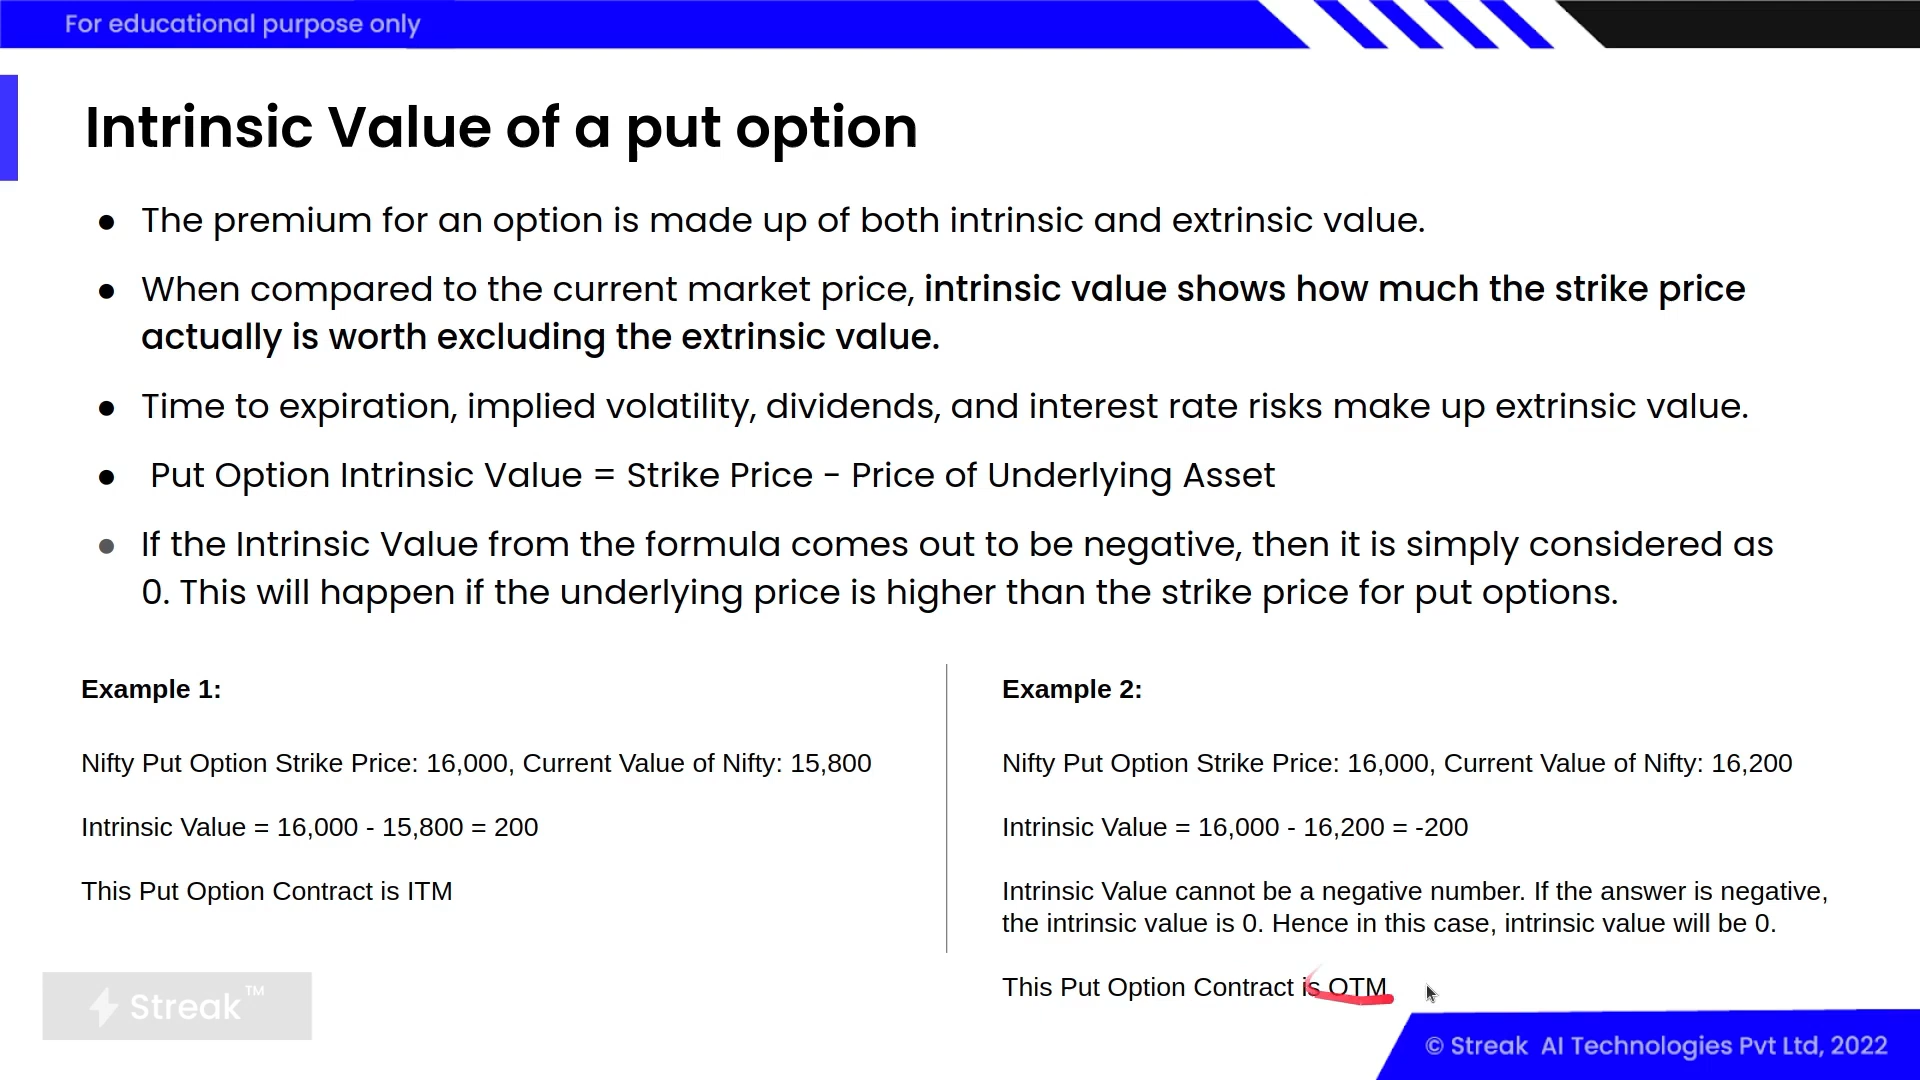 For educational purpose only
Intrinsic Value of a put option
● The premium for an option is made up of both intrinsic and extrinsic value.
● When compared to the current market price, intrinsic value shows how much the strike price
actually is worth excluding the extrinsic value.
● Time to expiration, implied volatility, dividends, and interest rate risks make up extrinsic value.
● Put Option Intrinsic Value = Strike Price - Price of Underlying Asset
● If the Intrinsic Value from the formula comes out to be negative, then it is simply considered as
0. This will happen if the underlying price is higher than the strike price for put options.
Example 1:
Nifty Put Option Strike Price: 16,000, Current Value of Nifty: 15,800
Intrinsic Value = 16,000 - 15,800 = 200
This Put Option Contract is ITM
Example 2:
Nifty Put Option Strike Price: 16,000, Current Value of Nifty: 16,200
Intrinsic Value = 16,000 - 16,200 = -200
Intrinsic Value cannot be a negative number. If the answer is negative,
the intrinsic value is 0. Hence in this case, intrinsic value will be 0.
This Put Option Contract is OTM
Streak™
© Streak AI Technologies Pvt Ltd, 2022